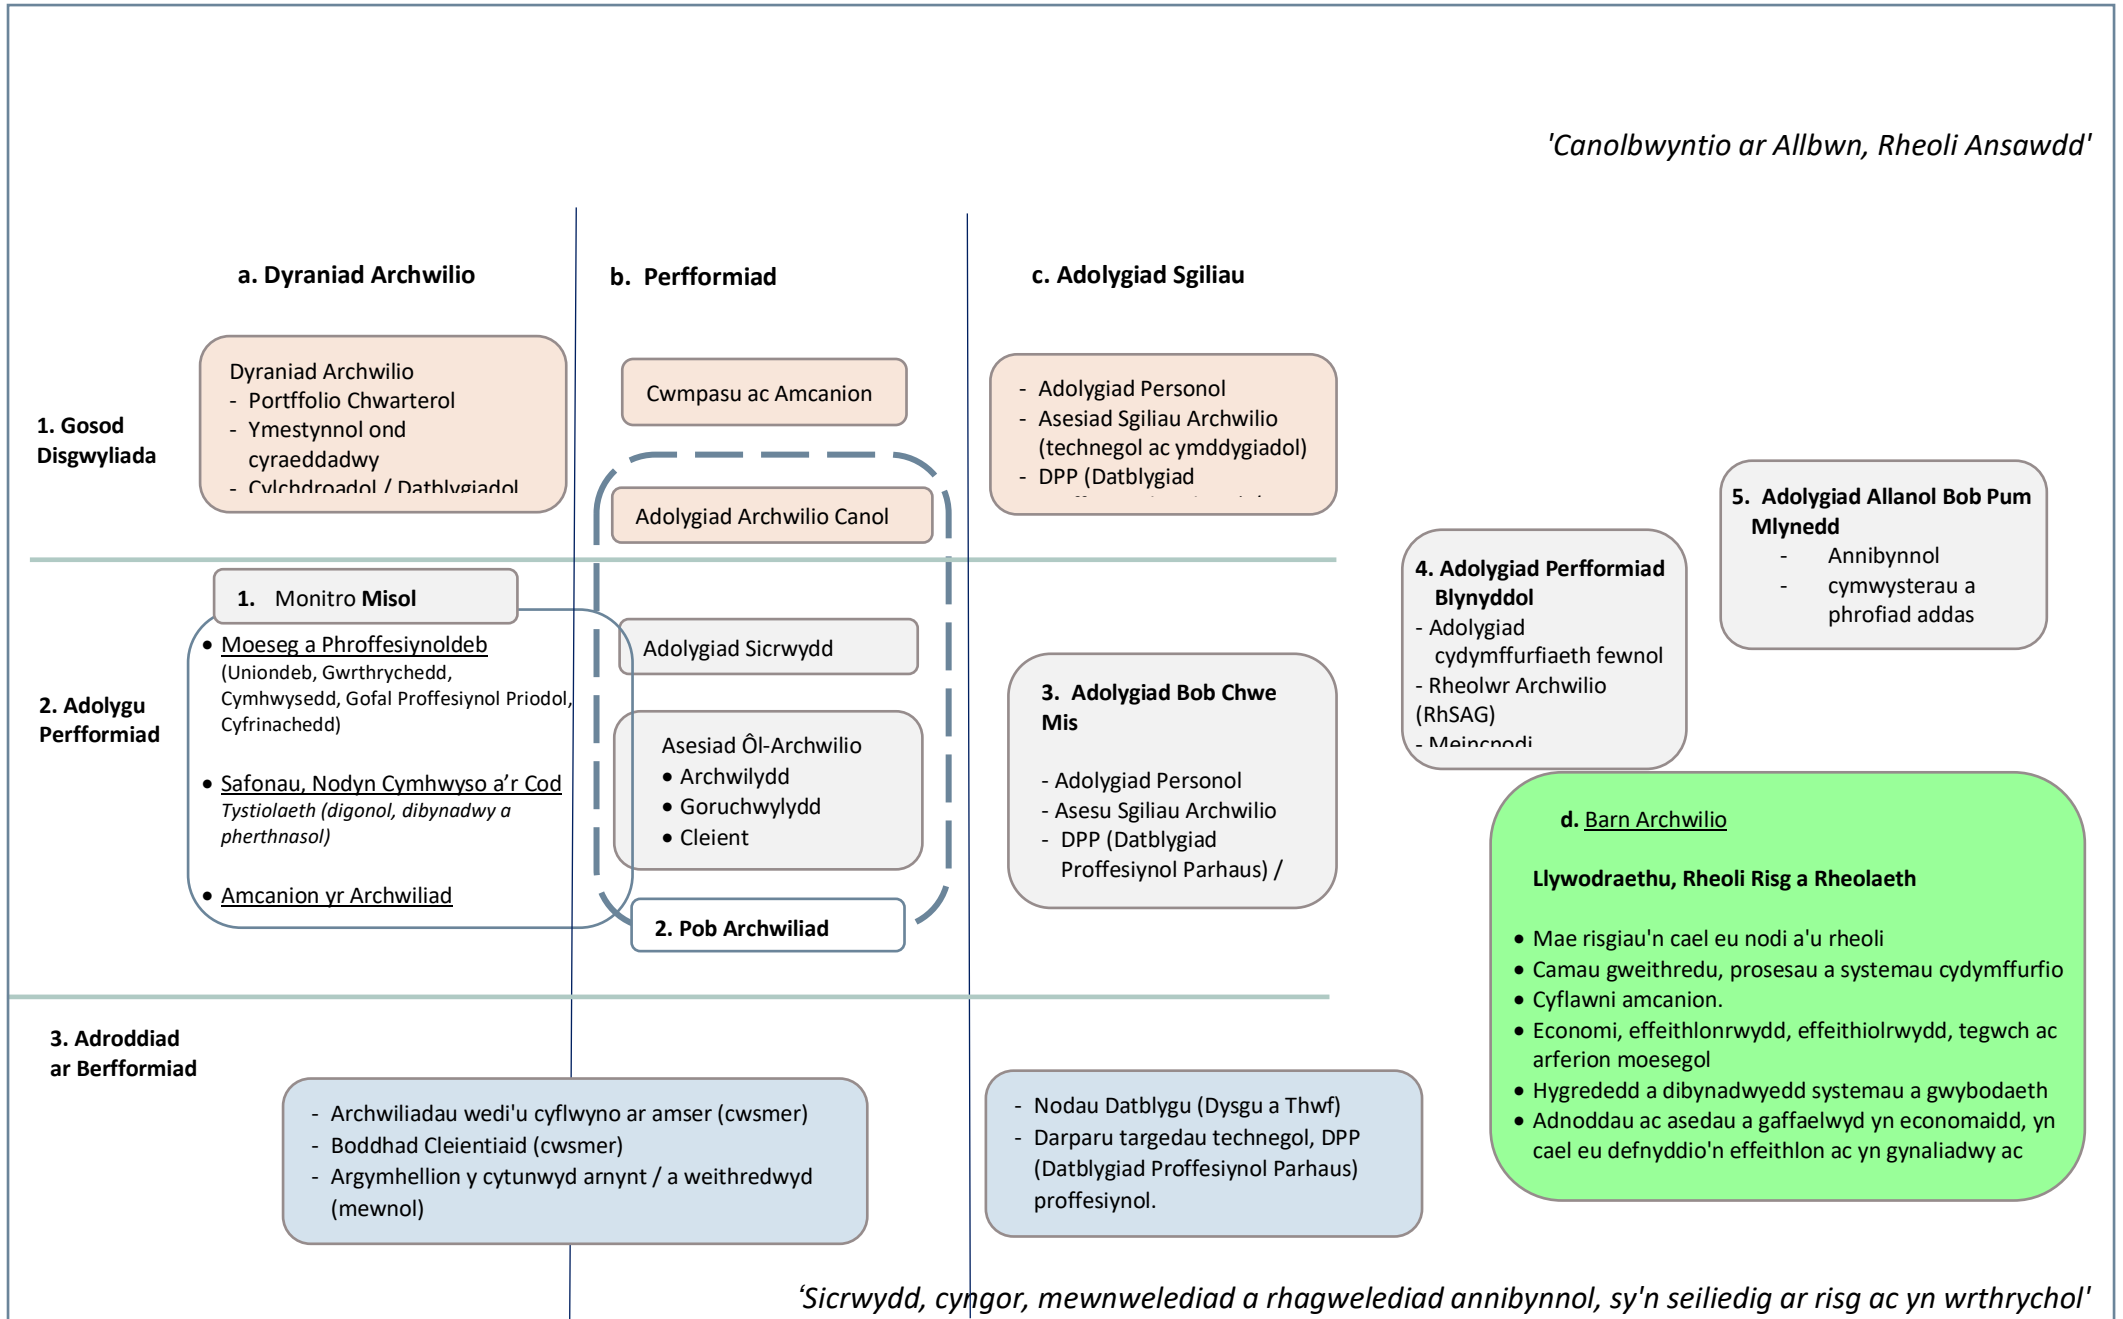 'Canolbwyntio ar Allbwn, Rheoli Ansawdd'
a. Dyraniad Archwilio
b. Perfformiad
c. Adolygiad Sgiliau
1. Gosod
Disgwyliada
Dyraniad Archwilio
- Portffolio Chwarterol
- Ymestynnol ond
cyraeddadwy
- Cylchdroadol / Datblygiadol
Cwmpasu ac Amcanion
Adolygiad Archwilio Canol
- Adolygiad Personol
- Asesiad Sgiliau Archwilio
(technegol ac ymddygiadol)
- DPP (Datblygiad
2. Adolygu
Perfformiad
1. Monitro Misol
• Moeseg a Phroffesiynoldeb
(Uniondeb, Gwrthrychedd,
Cymhwysedd, Gofal Proffesiynol Priodol,
Cyfrinachedd)
• Safonau, Nodyn Cymhwyso a’r Cod
Tystiolaeth (digonol, dibynadwy a
pherthnasol)
• Amcanion yr Archwiliad
Adolygiad Sicrwydd
Asesiad Ôl-Archwilio
• Archwilydd
• Goruchwylydd
• Cleient
2. Pob Archwiliad
3. Adolygiad Bob Chwe
Mis
- Adolygiad Personol
- Asesu Sgiliau Archwilio
- DPP (Datblygiad
Proffesiynol Parhaus) /
4. Adolygiad Perfformiad
Blynyddol
- Adolygiad
cydymffurfiaeth fewnol
- Rheolwr Archwilio
(RhSAG)
- Meincnodi
5. Adolygiad Allanol Bob Pum
Mlynedd
- Annibynnol
- cymwysterau a
phrofiad addas
d. Barn Archwilio
Llywodraethu, Rheoli Risg a Rheolaeth
• Mae risgiau'n cael eu nodi a'u rheoli
• Camau gweithredu, prosesau a systemau cydymffurfio
• Cyflawni amcanion.
• Economi, effeithlonrwydd, effeithiolrwydd, tegwch ac
arferion moesegol
• Hygrededd a dibynadwyedd systemau a gwybodaeth
• Adnoddau ac asedau a gaffaelwyd yn economaidd, yn
cael eu defnyddio'n effeithlon ac yn gynaliadwy ac
3. Adroddiad
ar Berfformiad
- Archwiliadau wedi'u cyflwyno ar amser (cwsmer)
- Boddhad Cleientiaid (cwsmer)
- Argymhellion y cytunwyd arnynt / a weithredwyd
(mewnol)
- Nodau Datblygu (Dysgu a Thwf)
- Darparu targedau technegol, DPP
(Datblygiad Proffesiynol Parhaus)
proffesiynol.
‘Sicrwydd, cyngor, mewnwelediad a rhagwelediad annibynnol, sy'n seiliedig ar risg ac yn wrthrychol'